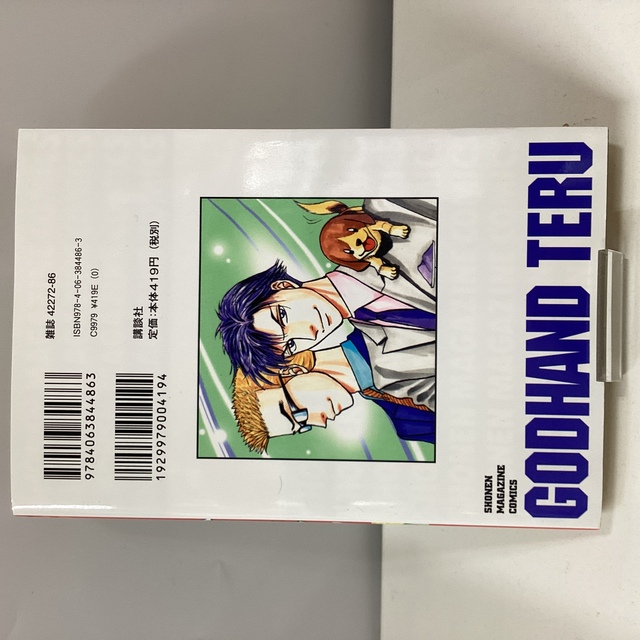 GODHAND TERU
SHONEN
MAGAZINE
COMICS
講談社
定価:本体419円(税別)
雑誌 42272-86
ISBN978-4-06-384486-3
C9979 ¥419E (0)
9784063844863
1929979004194